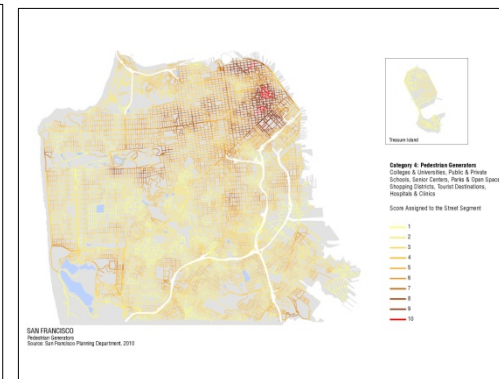 Treasure Island
Category 4: Pedestrian Generators
Colleges & Universities, Public & Private
Schools, Senior Centers, Parks & Open Space
Shopping Districts, Tourist Destinations,
Hospitals & Clinics
Score Assigned to the Street Segment
1
2
3
4
5
6
7
8
9
10
SAN FRANCISCO
Pedestrian Generators
Source: San Francisco Planning Department, 2010